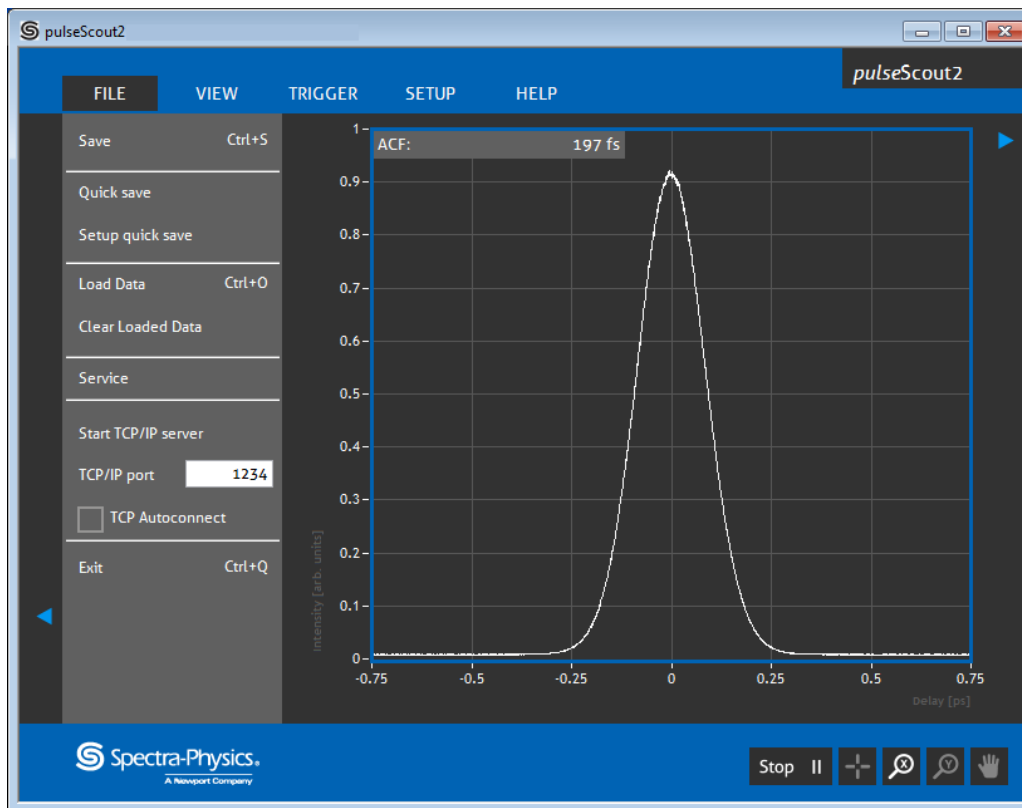 pulseScout2
pulseScout2
FILE VIEW TRIGGER SETUP HELP
Save Ctrl+S
Quick save
Setup quick save
Load Data Ctrl+O
Clear Loaded Data
Service
Start TCP/IP server
TCP/IP port 1234
TCP Autoconnect
Exit Ctrl+Q
ACF: 197 fs
1
0.9
0.8
0.7
0.6
0.5
0.4
0.3
0.2
0.1
0
Intensity [arb. units]
-0.75 -0.5 -0.25 0 0.25 0.5 0.75
Delay [ps]
Spectra-Physics.
A Newport Company
Stop
X
Y